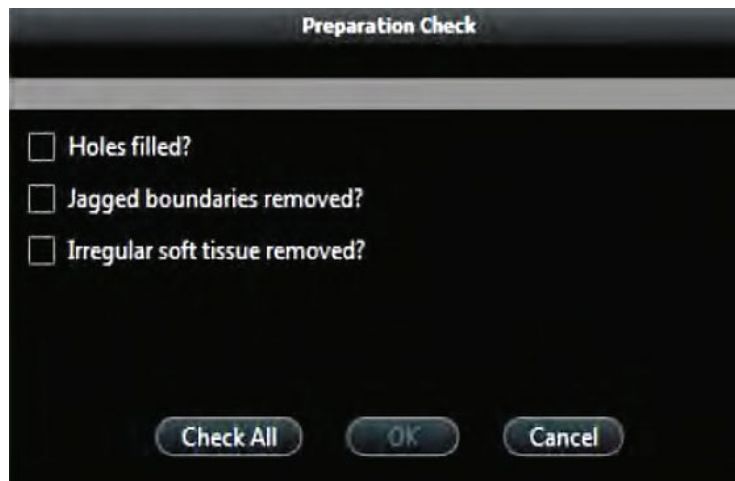 Preparation Check
Holes filled?
Jagged boundaries removed?
Irregular soft tissue removed?
Check All OK Cancel